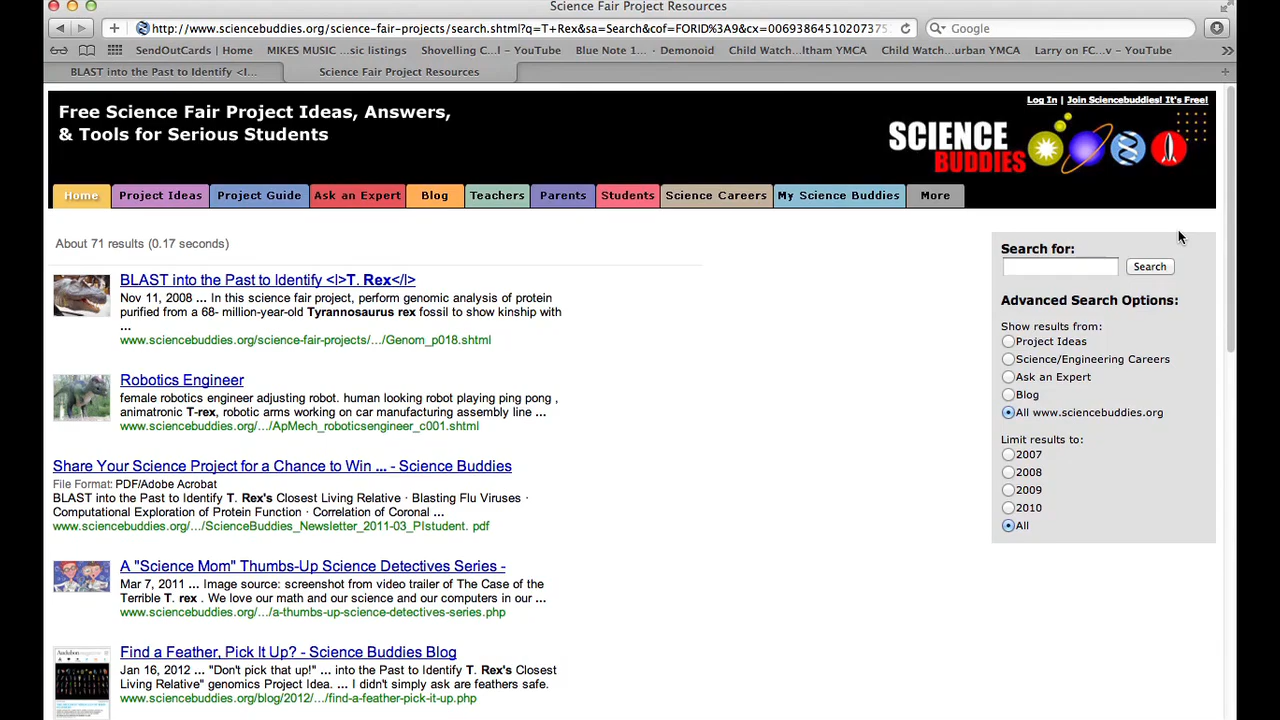 Science Fair Project Resources
http://www.sciencebuddies.org/science-fair-projects/search.shtml?q=T+Rex&sa=Search&cof=FORID%3A9&cx=00693864510207375
Google
SendOutCards | Home MIKES MUSIC ...sic listings Shovelling C...l - YouTube Blue Note 1... · Demonoid Child Watch...ltham YMCA Child Watch...urban YMCA Larry on FC...v – YouTube
BLAST into the Past to Identify <I... Science Fair Project Resources
Log In | Join Sciencebuddies! It's Free!
Free Science Fair Project Ideas, Answers,
& Tools for Serious Students
SCIENCE
BUDDIES
Home Project Ideas Project Guide Ask an Expert Blog Teachers Parents Students Science Careers My Science Buddies More
About 71 results (0.17 seconds)
BLAST into the Past to Identify <I>T. Rex</I>
Nov 11, 2008 ... In this science fair project, perform genomic analysis of protein
purified from a 68- million-year-old Tyrannosaurus rex fossil to show kinship with
...
www.sciencebuddies.org/science-fair-projects/.../Genom_p018.shtml
Robotics Engineer
female robotics engineer adjusting robot. human looking robot playing ping pong ,
animatronic T-rex, robotic arms working on car manufacturing assembly line ...
www.sciencebuddies.org/.../ApMech_roboticsengineer_c001.shtml
Share Your Science Project for a Chance to Win ... - Science Buddies
File Format: PDF/Adobe Acrobat
BLAST into the Past to Identify T. Rex's Closest Living Relative · Blasting Flu Viruses ·
Computational Exploration of Protein Function · Correlation of Coronal ...
www.sciencebuddies.org/.../ScienceBuddies_Newsletter_2011-03_PIstudent. pdf
A "Science Mom" Thumbs-Up Science Detectives Series -
Mar 7, 2011 ... Image source: screenshot from video trailer of The Case of the
Terrible T. rex . We love our math and our science and our computers in our ...
www.sciencebuddies.org/.../a-thumbs-up-science-detectives-series.php
Find a Feather, Pick It Up? - Science Buddies Blog
Jan 16, 2012 ... "Don't pick that up!" ... into the Past to Identify T. Rex's Closest
Living Relative" genomics Project Idea. ... I didn't simply ask are feathers safe.
www.sciencebuddies.org/blog/2012/.../find-a-feather-pick-it-up.php
Search for:
Search
Advanced Search Options:
Show results from:
Project Ideas
Science/Engineering Careers
Ask an Expert
Blog
All www.sciencebuddies.org
Limit results to:
2007
2008
2009
2010
All